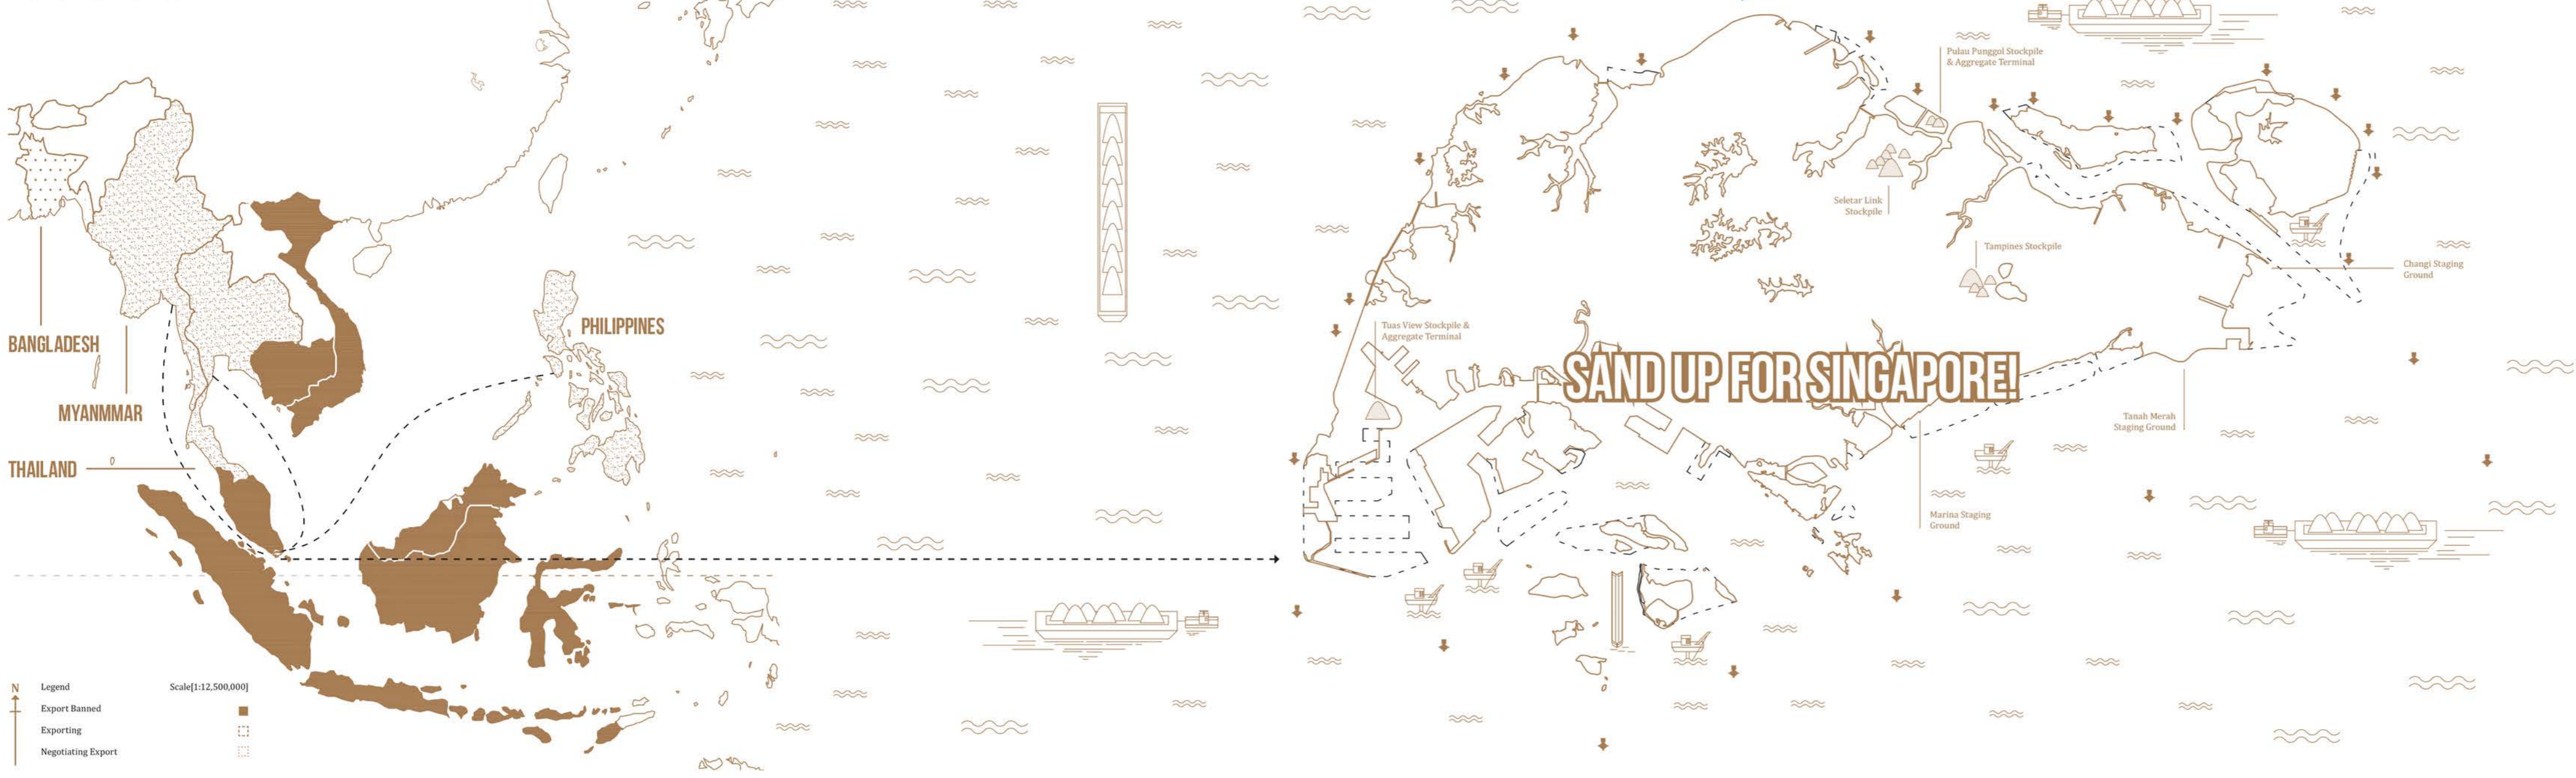 BANGLADESH
MYANMMAR
THAILAND
PHILIPPINES
N
Legend
Scale[1:12,500,000]
Export Banned
Exporting
Negotiating Export
SAND UP FOR SINGAPORE!
Pulau Punggol Stockpile
& Aggregate Terminal
Seletar Link
Stockpile
Tampines Stockpile
Changi Staging
Ground
Tuas View Stockpile &
Aggregate Terminal
Tanah Merah
Staging Ground
Marina Staging
Ground